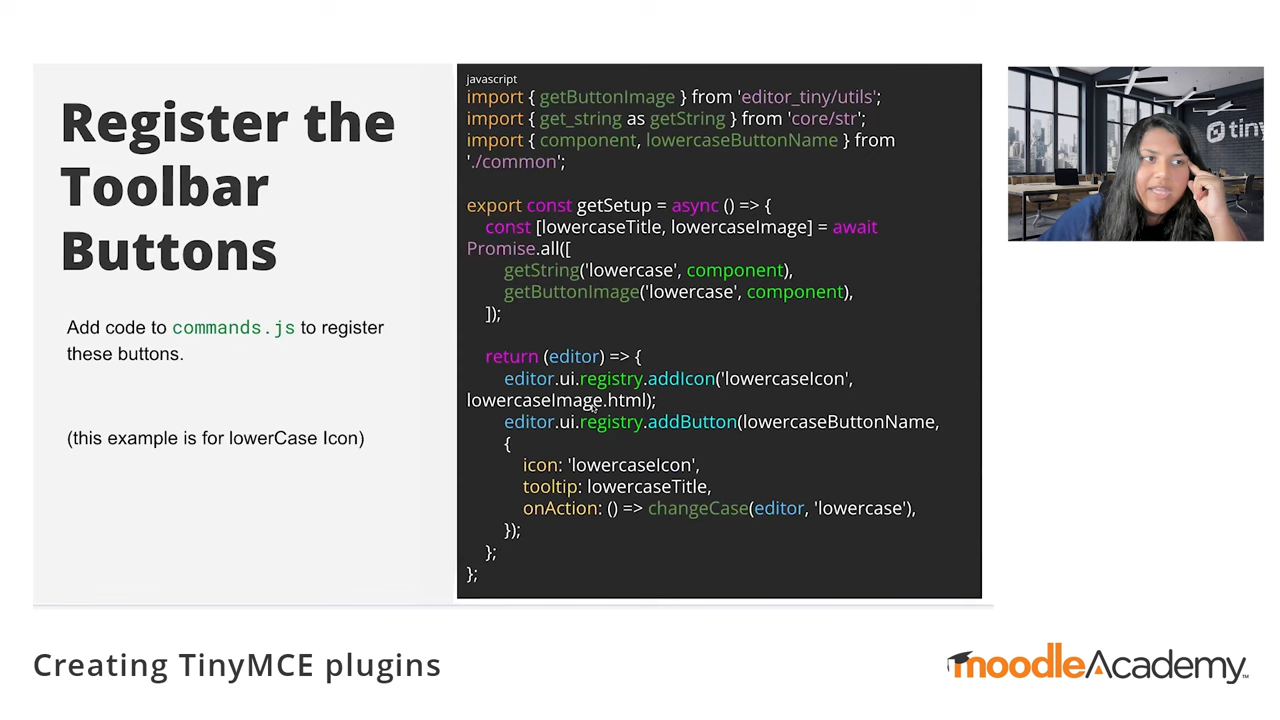 Register the
Toolbar
Buttons
Add code to commands.js to register
these buttons.
(this example is for lowerCase Icon)
javascript
import { getButtonImage } from 'editor_tiny/utils';
import { get_string as getString } from 'core/str';
import { component, lowercaseButtonName } from
'./common';
export const getSetup = async () => {
const [lowercaseTitle, lowercaseImage] = await
Promise.all([
getString('lowercase', component),
getButtonImage('lowercase', component),
]);
return (editor) => {
editor.ui.registry.addIcon('lowercaseIcon',
lowercaseImage.html);
editor.ui.registry.addButton(lowercaseButtonName,
{
icon: 'lowercaseIcon',
tooltip: lowercaseTitle,
onAction: () => changeCase(editor, 'lowercase'),
});
};
};
tiny
Creating TinyMCE plugins
moodleAcademy™